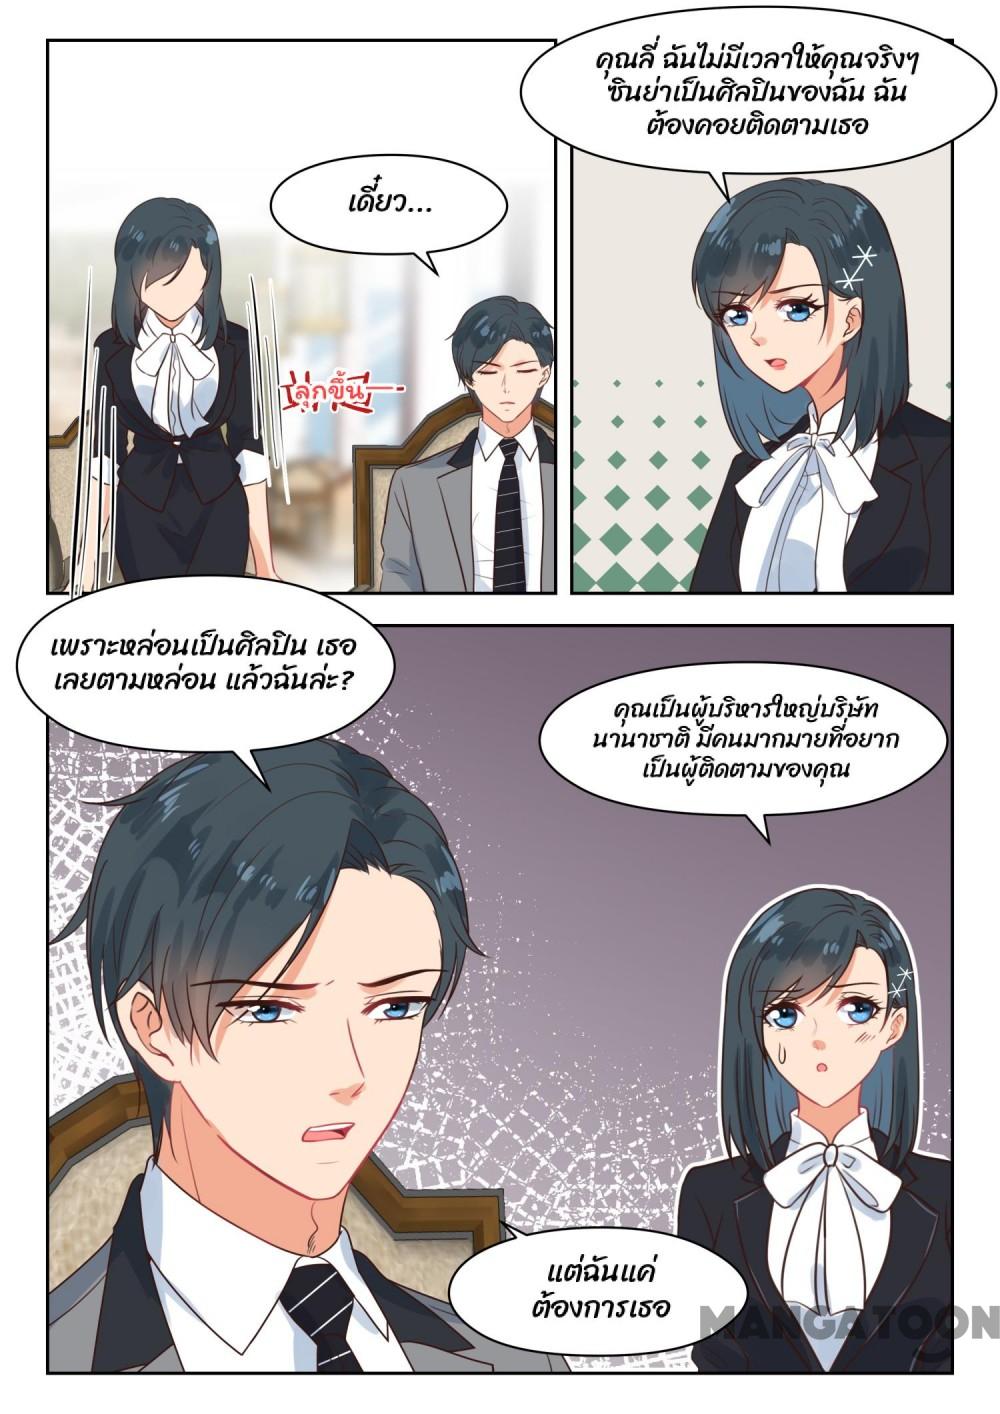 เดี๋ยว...
ลุกขึ้น
คุณลี่ ฉันไม่มีเวลาให้คุณจริงๆ
ซินย่าเป็นศิลปินของฉัน ฉัน
ต้องคอยติดตามเธอ
เพราะหล่อนเป็นศิลปิน เธอ
เลยตามหล่อน แล้วฉันล่ะ?
คุณเป็นผู้บริหารใหญ่บริษัท
นานาชาติ มีคนมากมายที่อยาก
เป็นผู้ติดตามของคุณ
แต่ฉันแค่
ต้องการเธอ
MANGATOON